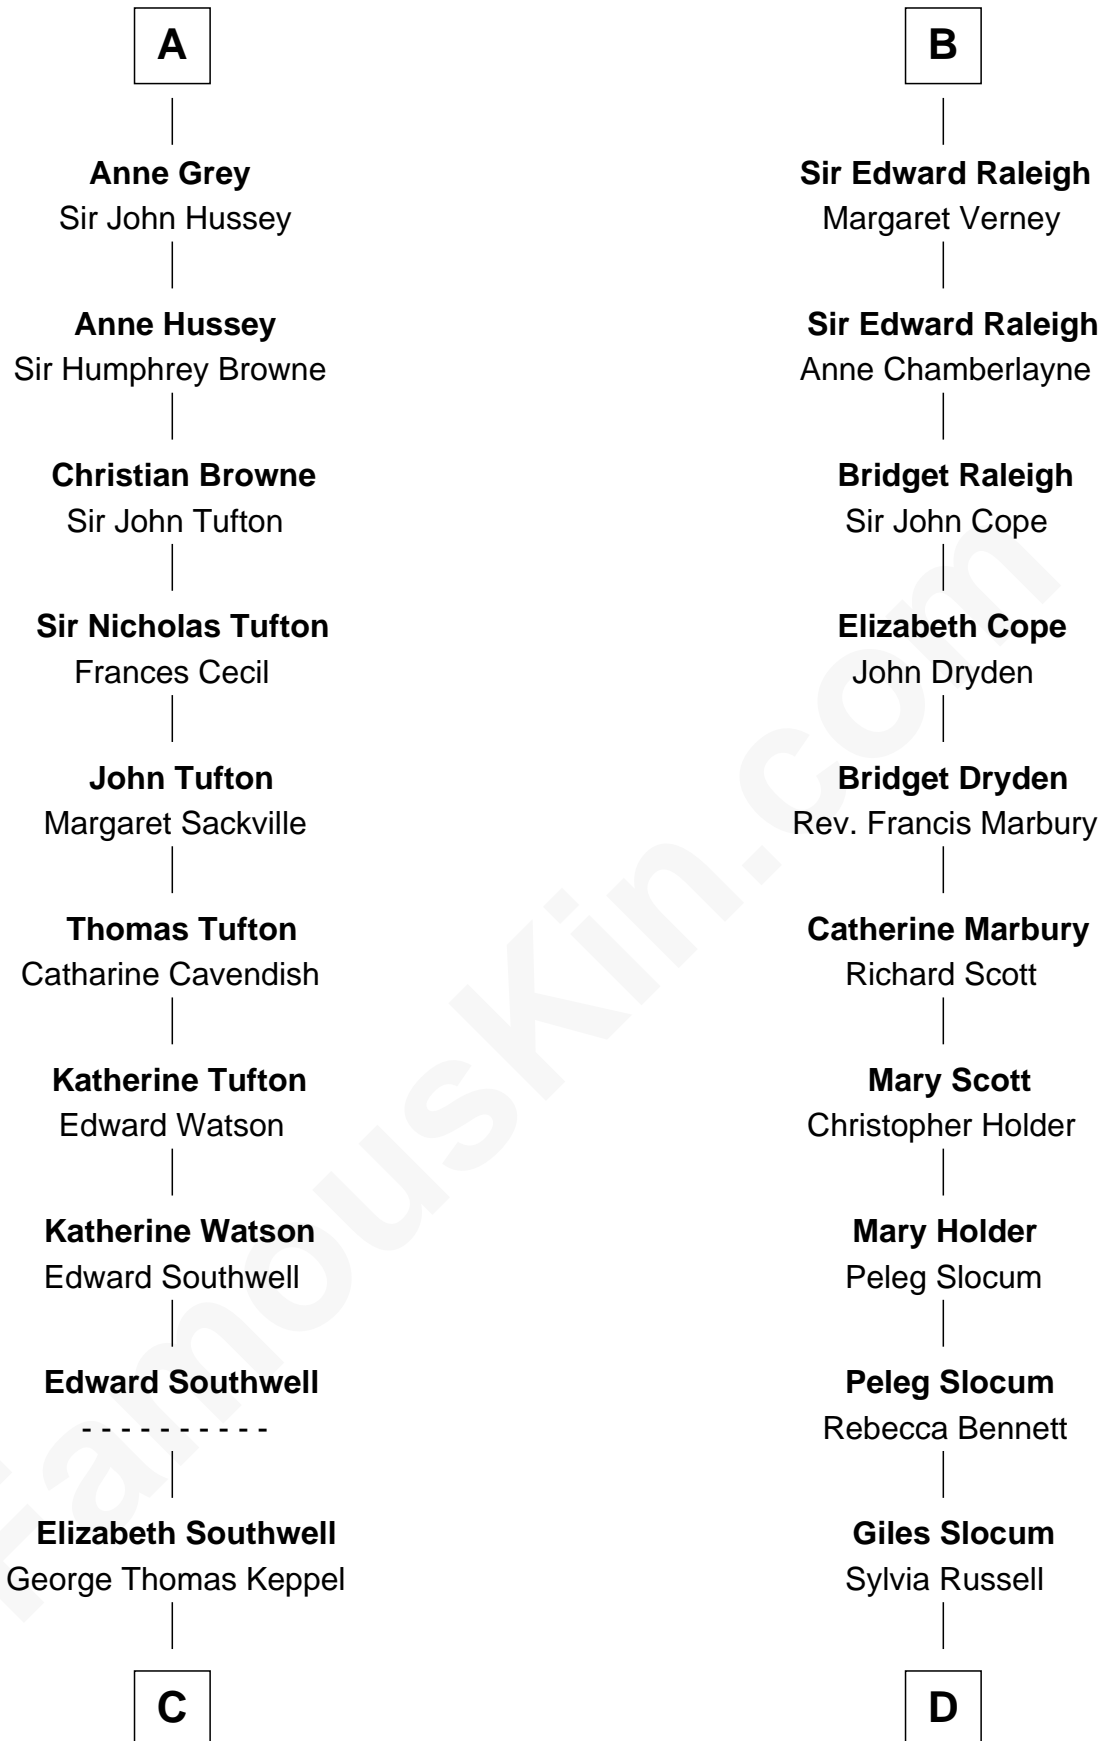 A
Anne Grey
Sir John Hussey
Anne Hussey
Sir Humphrey Browne
Christian Browne
Sir John Tufton
Sir Nicholas Tufton
Frances Cecil
John Tufton
Margaret Sackville
Thomas Tufton
Catharine Cavendish
Katherine Tufton
Edward Watson
Katherine Watson
Edward Southwell
Edward Southwell
- - - - - - - - - -
Elizabeth Southwell
George Thomas Keppel
C
B
Sir Edward Raleigh
Margaret Verney
Sir Edward Raleigh
Anne Chamberlayne
Bridget Raleigh
Sir John Cope
Elizabeth Cope
John Dryden
Bridget Dryden
Rev. Francis Marbury
Catherine Marbury
Richard Scott
Mary Scott
Christopher Holder
Mary Holder
Peleg Slocum
Peleg Slocum
Rebecca Bennett
Giles Slocum
Sylvia Russell
D
FamousKin.com